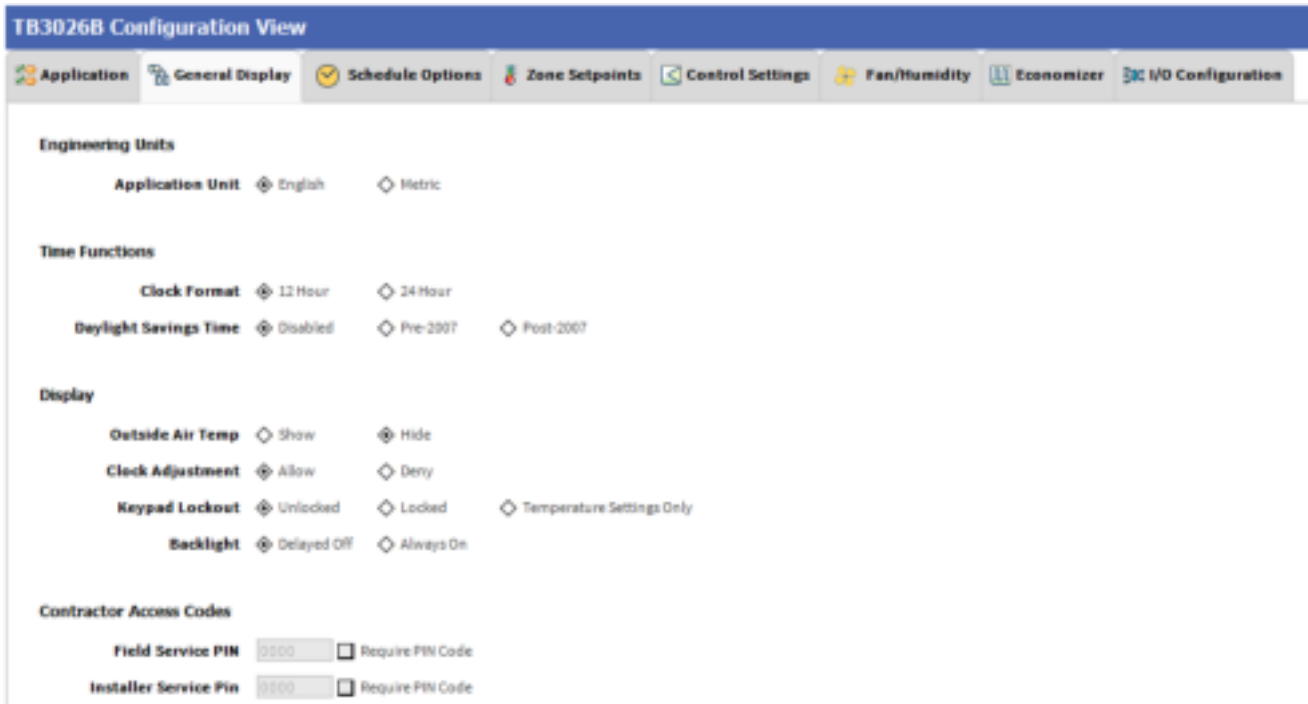 TB3026B Configuration View
Application General Display Schedule Options Zone Setpoints Control Settings Fan/Humidity Economizer I/O Configuration
Engineering Units
Application Unit English Metric
Time Functions
Clock Format 12 Hour 24 Hour
Daylight Savings Time Disabled Pre-2007 Post-2007
Display
Outside Air Temp Show Hide
Clock Adjustment Allow Deny
Keypad Lockout Unlocked Locked Temperature Settings Only
Backlight Delayed Off Always On
Contractor Access Codes
Field Service PIN 0000 Require PIN Code
Installer Service Pin 0000 Require PIN Code